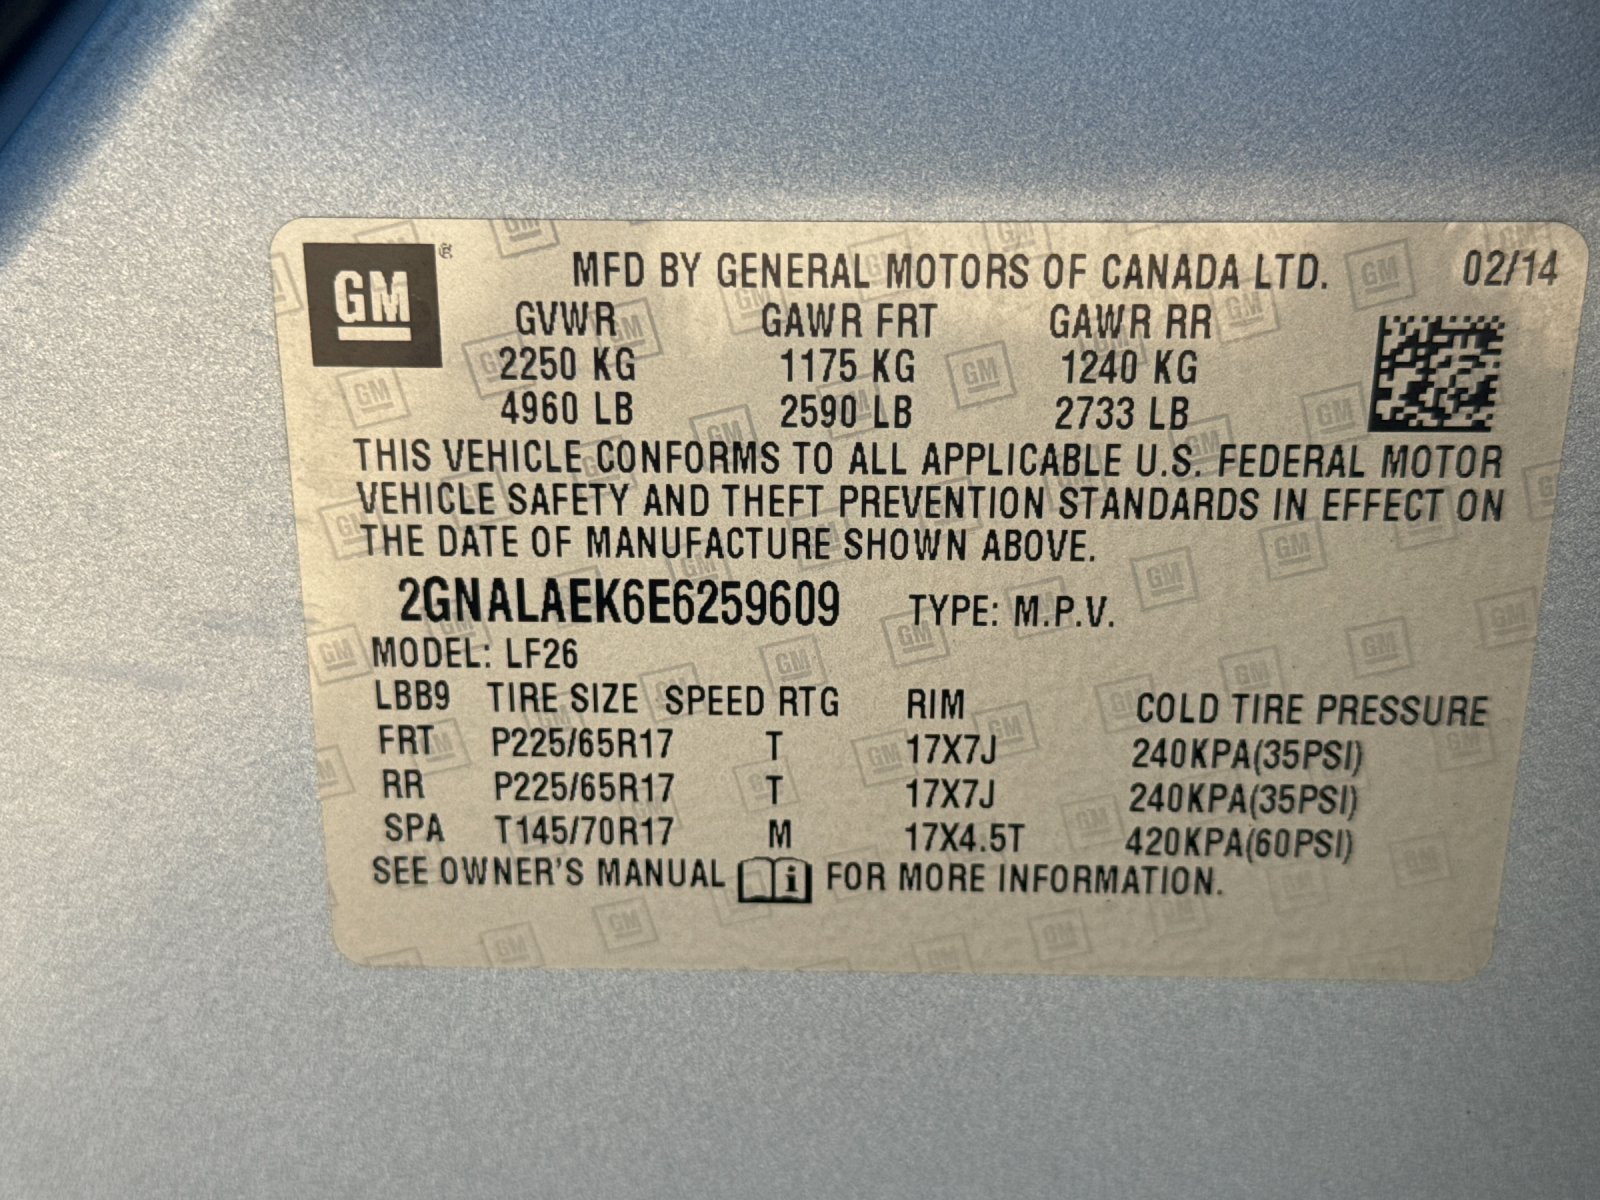 GM ®
MFD BY GENERAL MOTORS OF CANADA LTD. 02/14
GVWR GAWR FRT GAWR RR
2250 KG 1175 KG 1240 KG
4960 LB 2590 LB 2733 LB
THIS VEHICLE CONFORMS TO ALL APPLICABLE U.S. FEDERAL MOTOR
VEHICLE SAFETY AND THEFT PREVENTION STANDARDS IN EFFECT ON
THE DATE OF MANUFACTURE SHOWN ABOVE.
2GNALAEK6E6259609 TYPE: M.P.V.
MODEL: LF26
LBB9 TIRE SIZE SPEED RTG RIM COLD TIRE PRESSURE
FRT P225/65R17 T 17X7J 240KPA(35PSI)
RR P225/65R17 T 17X7J 240KPA(35PSI)
SPA T145/70R17 M 17X4.5T 420KPA(60PSI)
SEE OWNER'S MANUAL i FOR MORE INFORMATION.